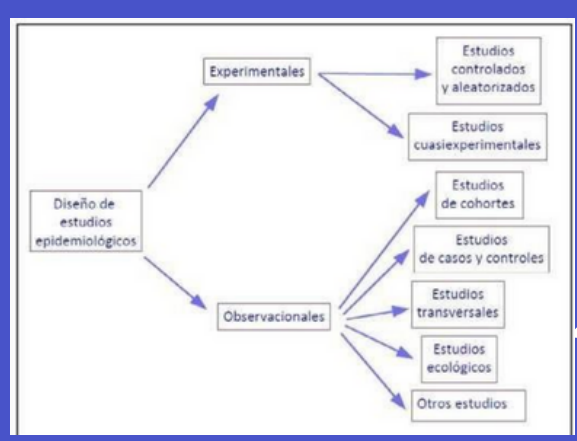 Diseño de
estudios
epidemiológicos
Experimentales
Estudios
controlados
y aleatorizados
Estudios
cuasiexperimentales
Observacionales
Estudios
de cohortes
Estudios
de casos y controles
Estudios
transversales
Estudios
ecológicos
Otros estudios